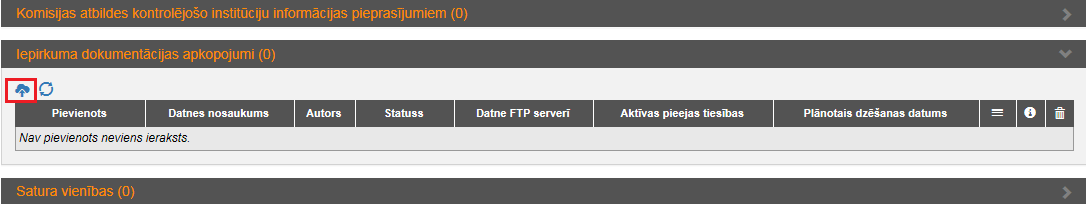 Komisijas atbildes kontrolējošo institūciju informācijas pieprasījumiem (0)
Iepirkuma dokumentācijas apkopojumi (0)
Pievienots Datnes nosaukums Autors Statuss Datne FTP serverī Aktīvas pieejas tiesības Plānotais dzēšanas datums
Nav pievienots neviens ieraksts.
Satura vienības (0)